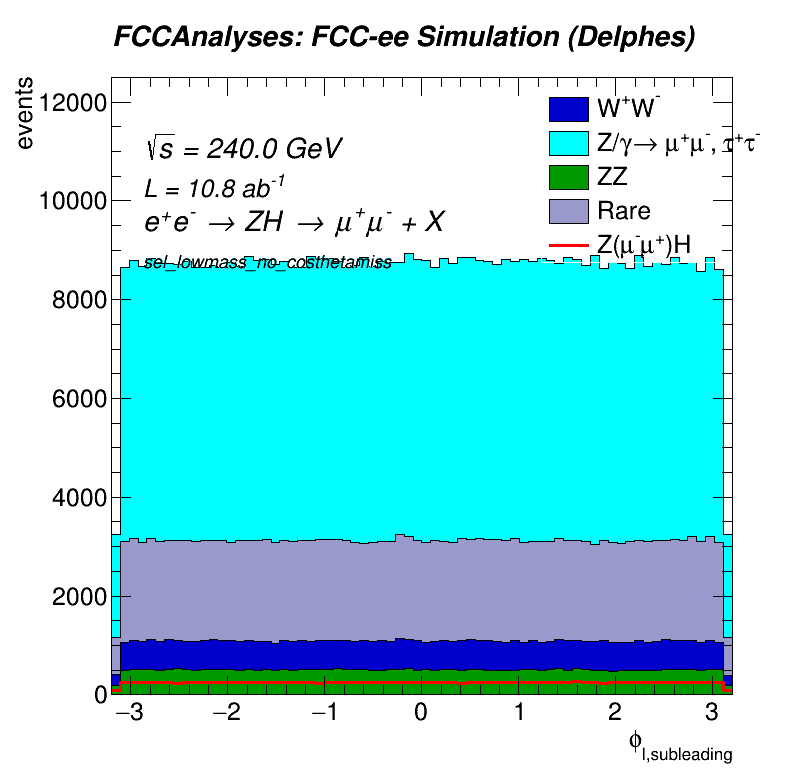 FCCAnalyses: FCC-ee Simulation (Delphes)
events
√s = 240.0 GeV
L = 10.8 ab⁻¹
e⁺e⁻ → ZH → μ⁺μ⁻ + X
sel_lowmass_no_costhetamiss
W⁺W⁻
Z/γ→ μ⁺μ⁻, τ⁺τ⁻
ZZ
Rare
Z(μ⁻μ⁺)H
12000
10000
8000
6000
4000
2000
0
−3 −2 −1 0 1 2 3
ϕl,subleading